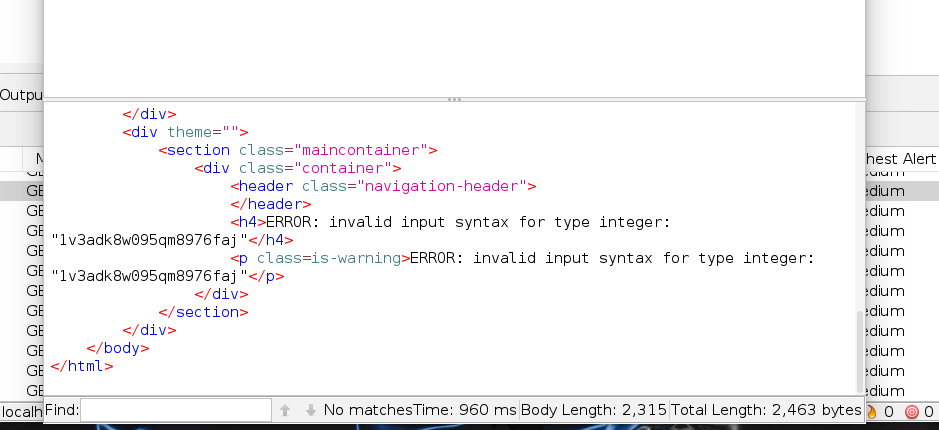 Outpu
</div>
<div theme="">
<section class="maincontainer">
<div class="container">
<header class="navigation-header">
</header>
<h4>ERROR: invalid input syntax for type integer:
"1v3adk8w095qm8976faj"</h4>
<p class=is-warning>ERROR: invalid input syntax for type integer:
"1v3adk8w095qm8976faj"</p>
</div>
</section>
</div>
</body>
</html>
hest Alert
GE edium
GE edium
GE edium
GE edium
GE edium
GE edium
GE edium
GE edium
GE edium
GE edium
GE edium
localh Find: No matches Time: 960 ms Body Length: 2,315 Total Length: 2,463 bytes 0 0